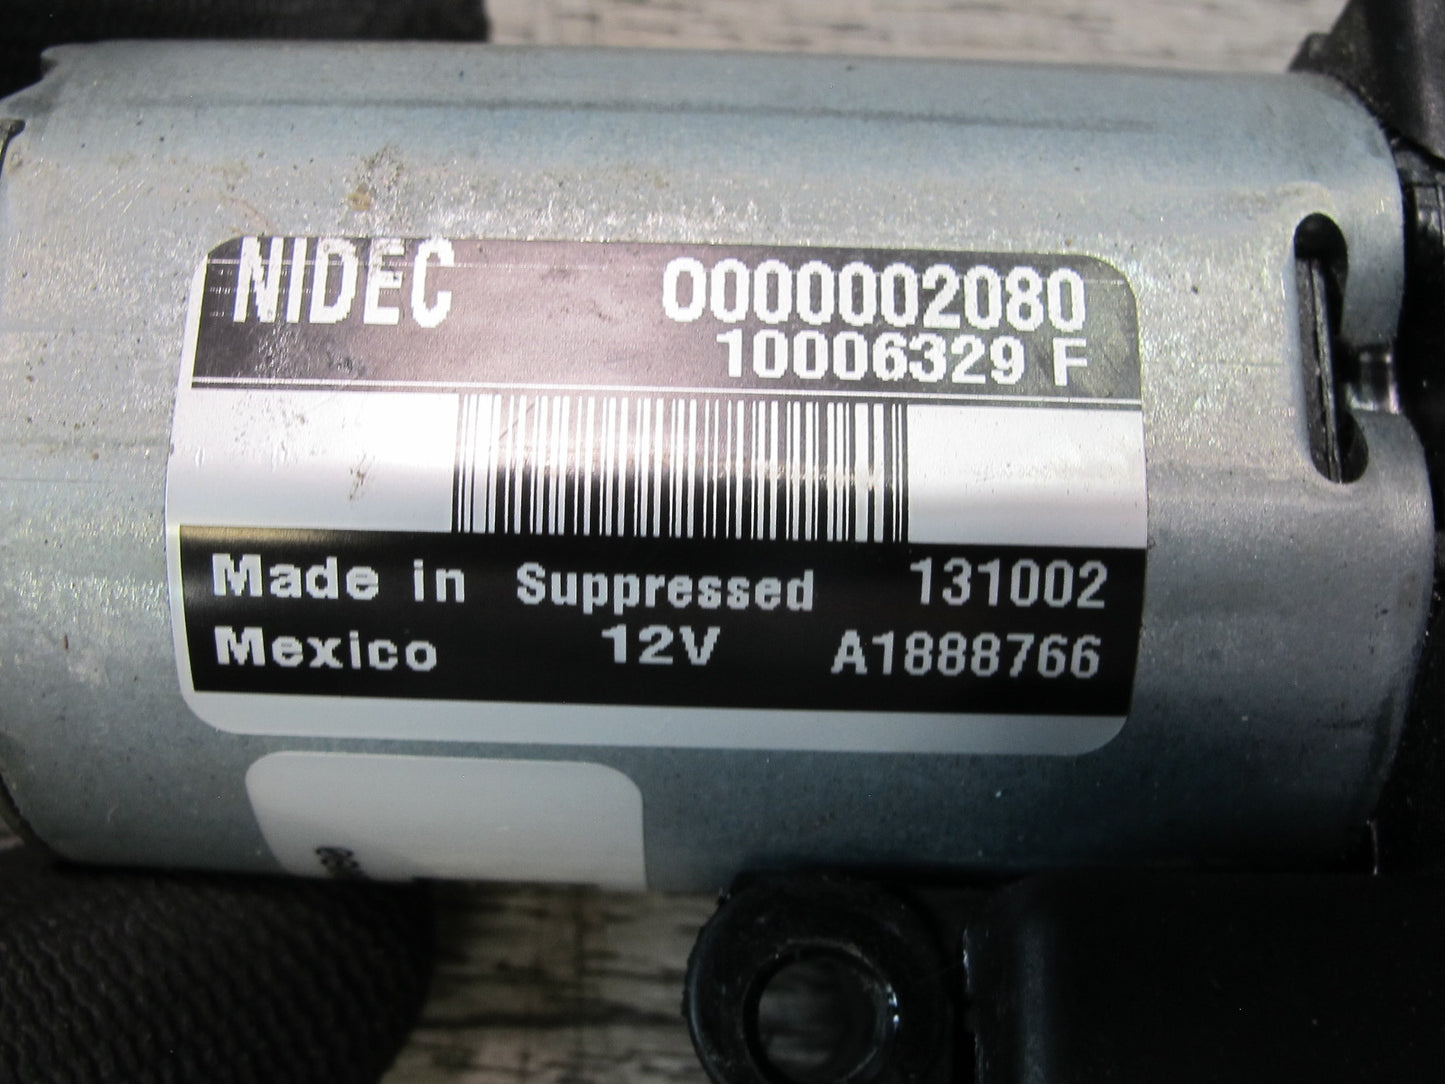 NIDEC 0000002080
10006329 F
Made in Suppressed 131002
Mexico 12V A1888766